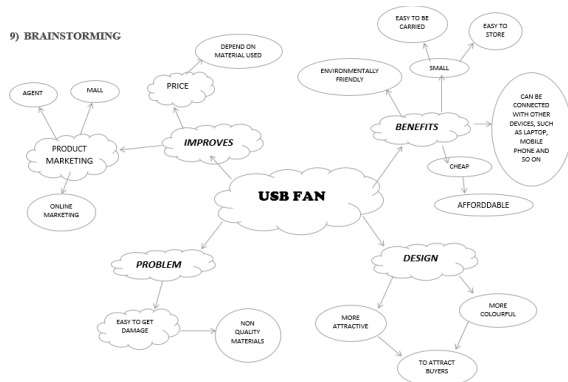 9) BRAINSTORMING
EASY TO BE
CARRIED
EASY TO
STORE
DEPEND ON
MATERIAL USED
SMALL
ENVIRONMENTALLY
FRIENDLY
PRICE
AGENT
MALL
CAN BE
CONNECTED
WITH OTHER
DEVICES, SUCH
AS LAPTOP,
MOBILE
PHONE AND
SO ON
BENEFITS
IMPROVES
PRODUCT
MARKETING
CHEAP
USB FAN
AFFORDDABLE
ONLINE
MARKETING
PROBLEM
DESIGN
EASY TO GET
DAMAGE
NON
QUALITY
MATERIALS
MORE
ATTRACTIVE
MORE
COLOURFUL
TO ATTRACT
BUYERS